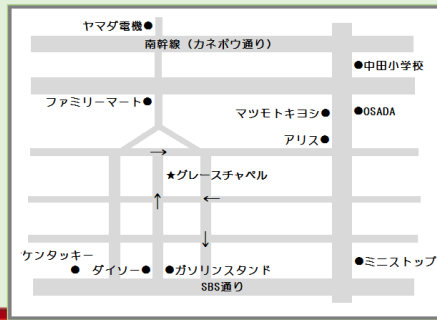 ヤマダ電機●
南幹線（カネボウ通り）
●中田小学校
ファミリーマート●
マツモトキヨシ●
●OSADA
アリス●
→
★グレースチャペル
↑
←
↓
ケンタッキー
●
ダイソー●
●ガソリンスタンド
●ミニストップ
SBS通り